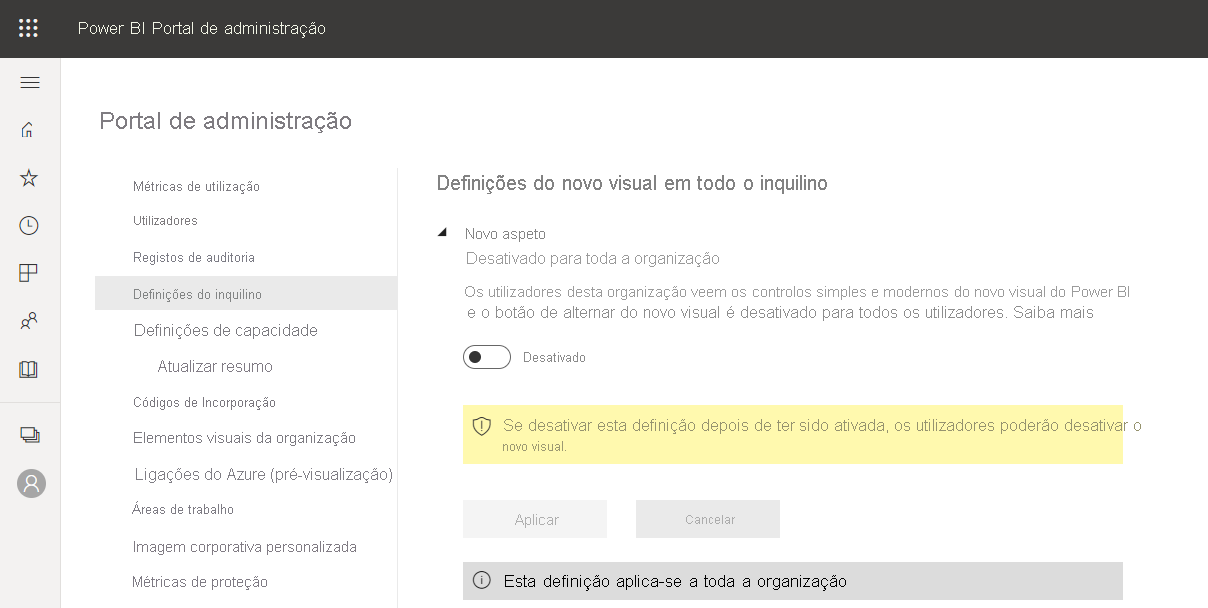 Power BI Portal de administração
Portal de administração
Métricas de utilização
Utilizadores
Registos de auditoria
Definições do inquilino
Definições de capacidade
Atualizar resumo
Códigos de Incorporação
Elementos visuais da organização
Ligações do Azure (pré-visualização)
Áreas de trabalho
Imagem corporativa personalizada
Métricas de proteção
Definições do novo visual em todo o inquilino
Novo aspeto
Desativado para toda a organização
Os utilizadores desta organização veem os controlos simples e modernos do novo visual do Power BI
e o botão de alternar do novo visual é desativado para todos os utilizadores. Saiba mais
Desativado
Se desativar esta definição depois de ter sido ativada, os utilizadores poderão desativar o
novo visual.
Aplicar
Cancelar
Esta definição aplica-se a toda a organização